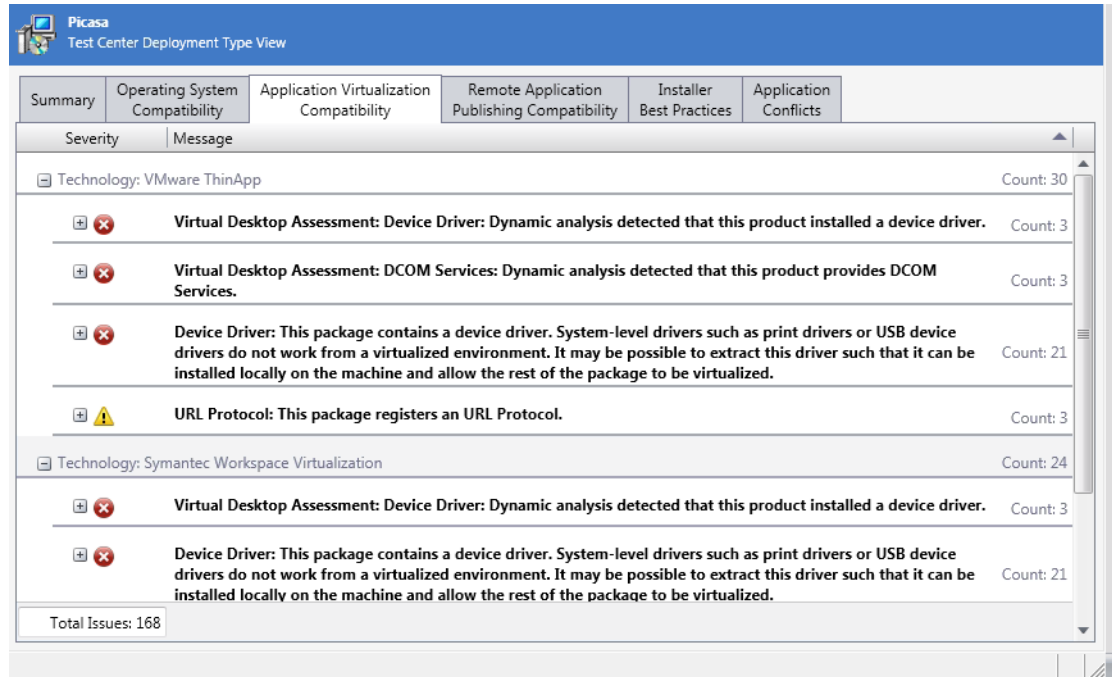 Picasa
Test Center Deployment Type View
Summary
Operating System
Compatibility
Application Virtualization
Compatibility
Remote Application
Publishing Compatibility
Installer
Best Practices
Application
Conflicts
Severity Message
Technology: VMware ThinApp Count: 30
Virtual Desktop Assessment: Device Driver: Dynamic analysis detected that this product installed a device driver. Count: 3
Virtual Desktop Assessment: DCOM Services: Dynamic analysis detected that this product provides DCOM
Services. Count: 3
Device Driver: This package contains a device driver. System-level drivers such as print drivers or USB device
drivers do not work from a virtualized environment. It may be possible to extract this driver such that it can be Count: 21
installed locally on the machine and allow the rest of the package to be virtualized.
URL Protocol: This package registers an URL Protocol. Count: 3
Technology: Symantec Workspace Virtualization Count: 24
Virtual Desktop Assessment: Device Driver: Dynamic analysis detected that this product installed a device driver. Count: 3
Device Driver: This package contains a device driver. System-level drivers such as print drivers or USB device
drivers do not work from a virtualized environment. It may be possible to extract this driver such that it can be Count: 21
installed locally on the machine and allow the rest of the package to be virtualized.
Total Issues: 168